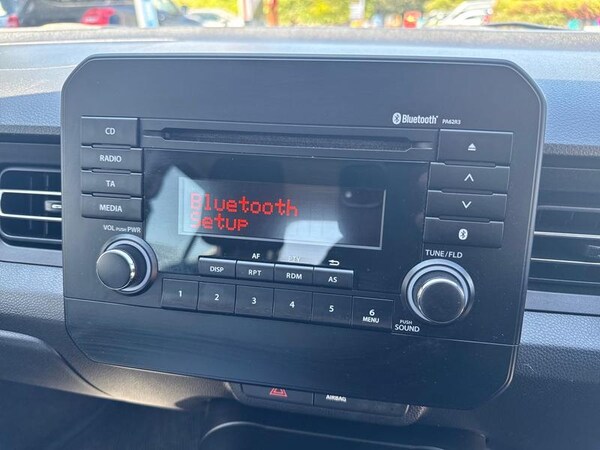 Bluetooth PA62R3
CD
RADIO
TA
MEDIA
Bluetooth
Setup
VOL PUSH PWR
TUNE/FLD
AF
DISP RPT RDM AS
1 2 3 4 5 6
MENU
PUSH
SOUND
AIRBAG